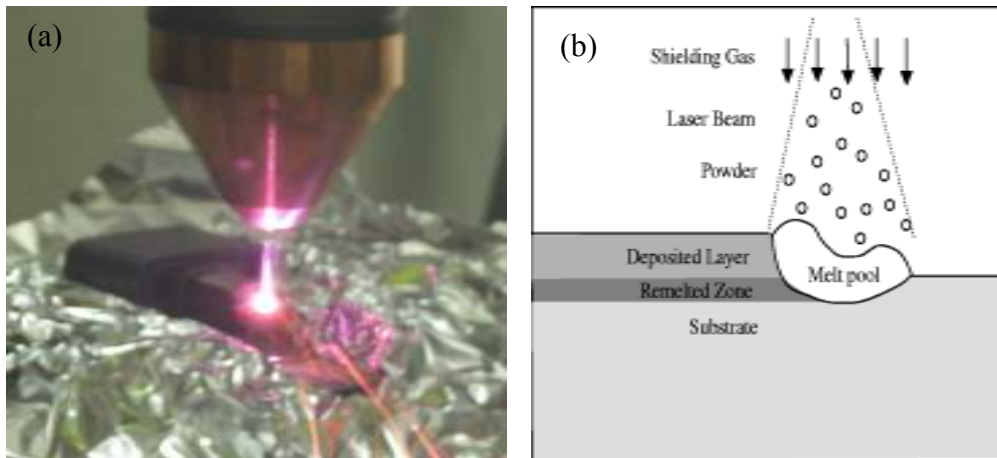 (a)
(b)
Shielding Gas
Laser Beam
Powder
Deposited Layer
Melt pool
Remelted Zone
Substrate